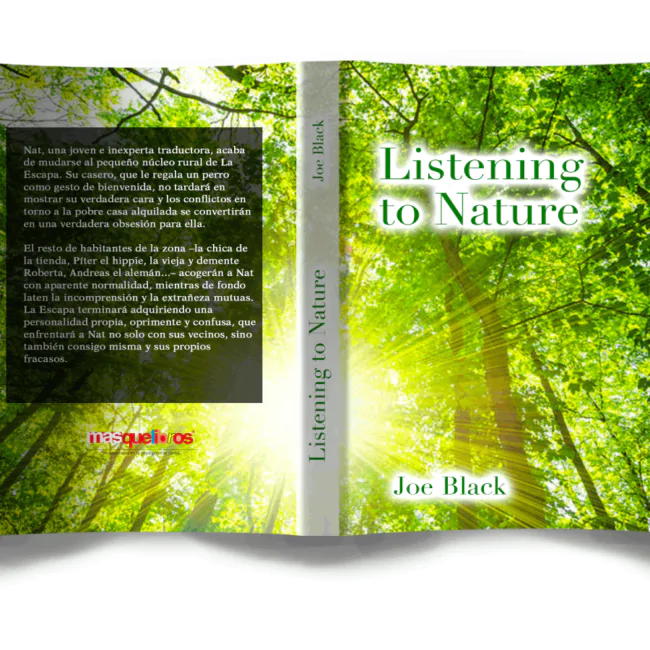 Nat, una joven e inexperta traductora, acaba
de mudarse al pequeño núcleo rural de La
Escapa. Su casero, que le regala un perro
como gesto de bienvenida, no tardará en
mostrar su verdadera cara y los conflictos en
torno a la pobre casa alquilada se convertirán
en una verdadera obsesión para ella.
El resto de habitantes de la zona –la chica de
la tienda, Píter el hippie, la vieja y demente
Roberta, Andreas el alemán...– acogerán a Nat
con aparente normalidad, mientras de fondo
laten la incomprensión y la extrañeza mutuas.
La Escapa terminará adquiriendo una
personalidad propia, oprimente y confusa, que
enfrentará a Nat no solo con sus vecinos, sino
también consigo misma y sus propios
fracasos.
masquelibros
Joe Black
Listening to Nature
Listening
to Nature
Joe Black